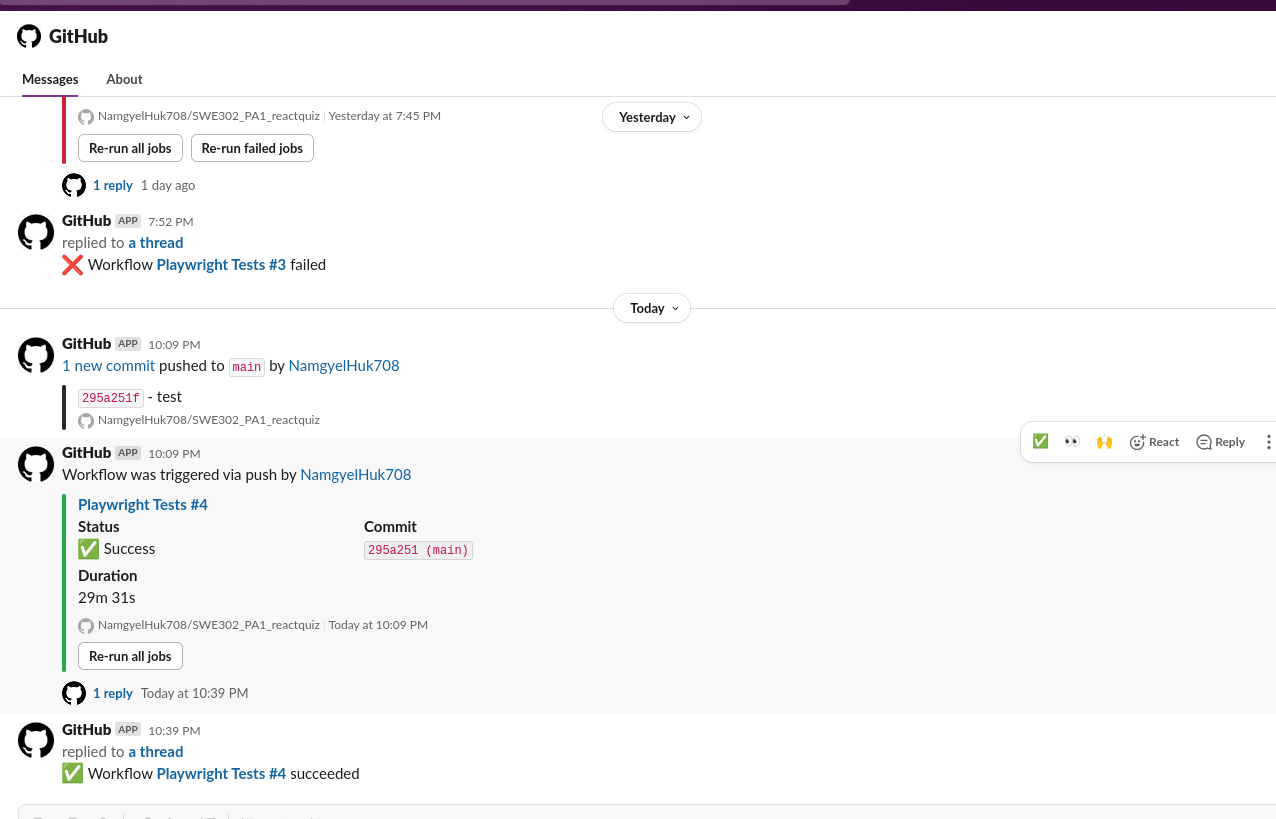 GitHub
Messages About
NamgyelHuk708/SWE302_PA1_reactquiz | Yesterday at 7:45 PM
Yesterday
Re-run all jobs Re-run failed jobs
1 reply 1 day ago
GitHub APP 7:52 PM
replied to a thread
❌ Workflow Playwright Tests #3 failed
Today
GitHub APP 10:09 PM
1 new commit pushed to main by NamgyelHuk708
295a251f - test
NamgyelHuk708/SWE302_PA1_reactquiz
React Reply
GitHub APP 10:09 PM
Workflow was triggered via push by NamgyelHuk708
Playwright Tests #4
Status Commit
✅ Success 295a251 (main)
Duration
29m 31s
NamgyelHuk708/SWE302_PA1_reactquiz | Today at 10:09 PM
Re-run all jobs
1 reply Today at 10:39 PM
GitHub APP 10:39 PM
replied to a thread
✅ Workflow Playwright Tests #4 succeeded